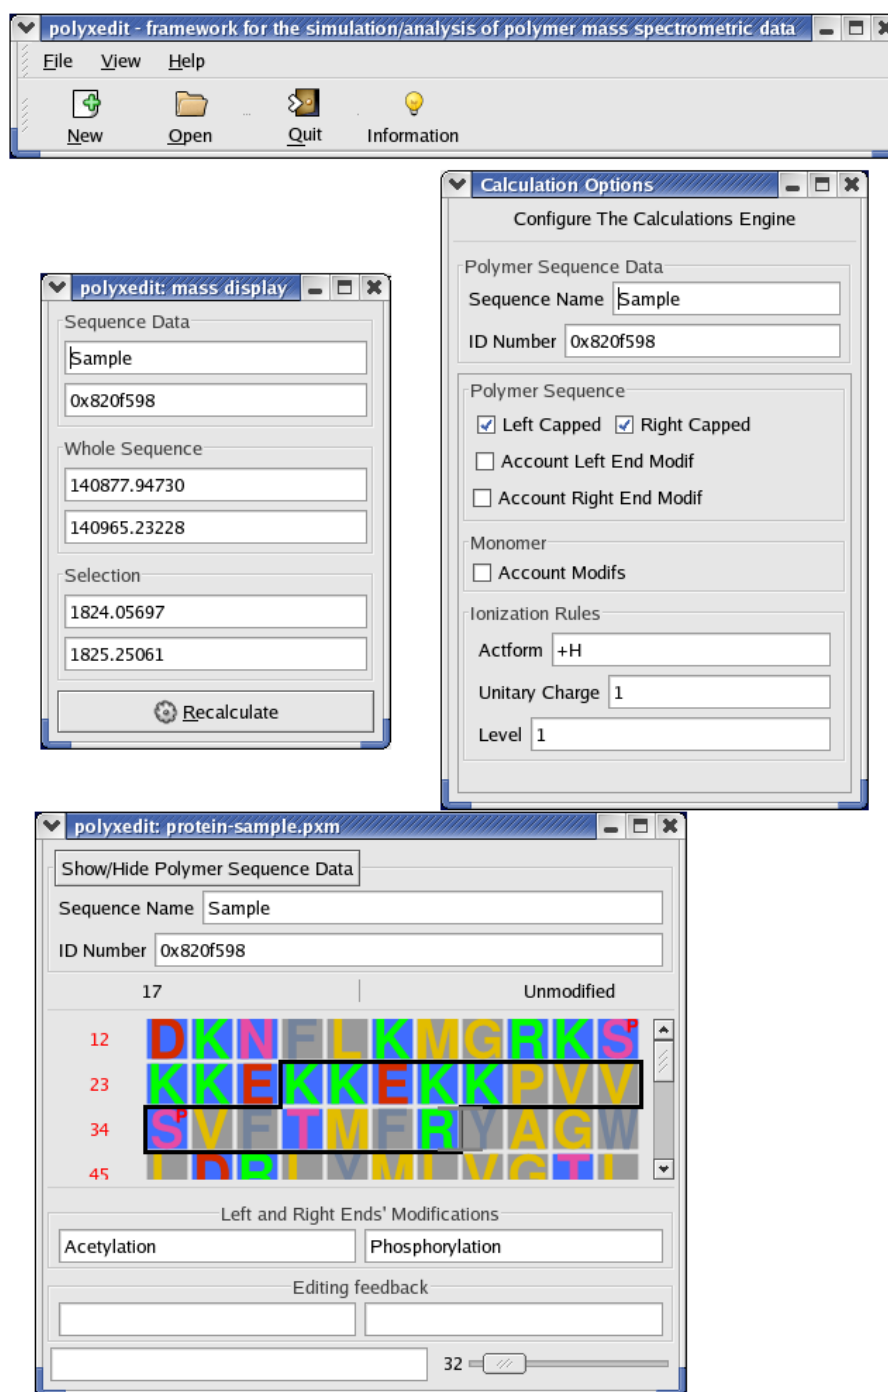 polyxedit - framework for the simulation/analysis of polymer mass spectrometric data
File View Help
New Open Quit Information
Calculation Options
Configure The Calculations Engine
Polymer Sequence Data
Sequence Name Sample
ID Number 0x820f598
Polymer Sequence
Left Capped Right Capped
Account Left End Modif
Account Right End Modif
Monomer
Account Modifs
Ionization Rules
Actform +H
Unitary Charge 1
Level 1
polyxedit: mass display
Sequence Data
Sample
0x820f598
Whole Sequence
140877.94730
140965.23228
Selection
1824.05697
1825.25061
Recalculate
polyxedit: protein-sample.pxm
Show/Hide Polymer Sequence Data
Sequence Name Sample
ID Number 0x820f598
17 Unmodified
12 D K N F L K M G R K S P
23 K K E K K E K K P V V
34 S P V F T M F R Y A G W
45 L D R L Y M L V G T L
Left and Right Ends' Modifications
Acetylation Phosphorylation
Editing feedback
32